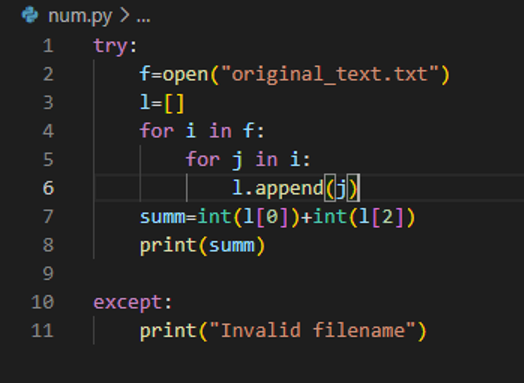 num.py > ...
1 try:
2     f=open("original_text.txt")
3     l=[]
4     for i in f:
5         for j in i:
6             l.append(j)
7     summ=int(l[0])+int(l[2])
8     print(summ)
9
10 except:
11     print("Invalid filename")